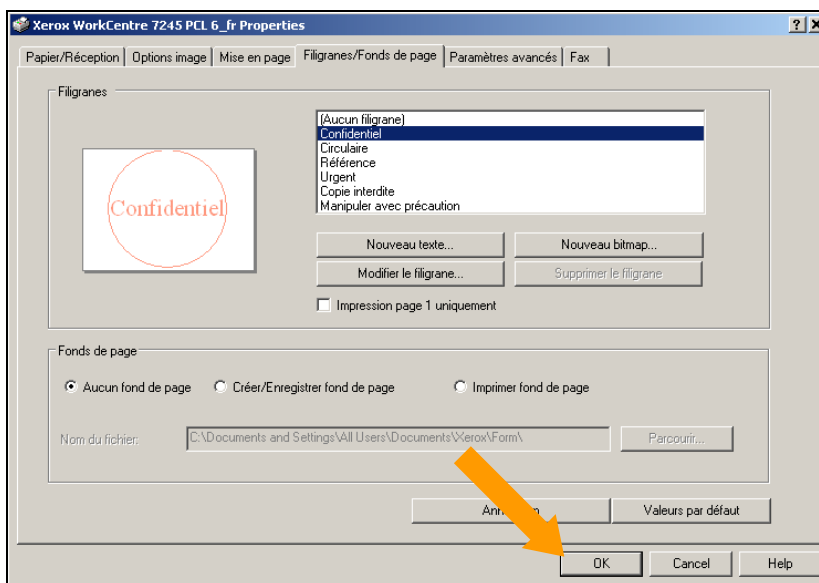 Xerox WorkCentre 7245 PCL 6_fr Properties
Papier/Réception Options image Mise en page Filigranes/Fonds de page Paramètres avancés Fax
Filigranes
(Aucun filigrane)
Confidentiel
Circulaire
Référence
Urgent
Copie interdite
Manipuler avec précaution
Confidentiel
Nouveau texte... Nouveau bitmap...
Modifier le filigrane... Supprimer le filigrane
Impression page 1 uniquement
Fonds de page
Aucun fond de page Créer/Enregistrer fond de page Imprimer fond de page
Nom du fichier: C:\Documents and Settings\All Users\Documents\Xerox\Form\ Parcourir...
Valeurs par défaut
OK Cancel Help